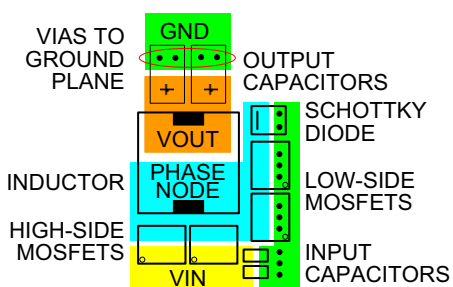 GND
VIAS TO
GROUND
PLANE
OUTPUT
CAPACITORS
+ +
SCHOTTKY
DIODE
VOUT
PHASE
NODE
INDUCTOR
LOW-SIDE
MOSFETS
HIGH-SIDE
MOSFETS
INPUT
CAPACITORS
VIN